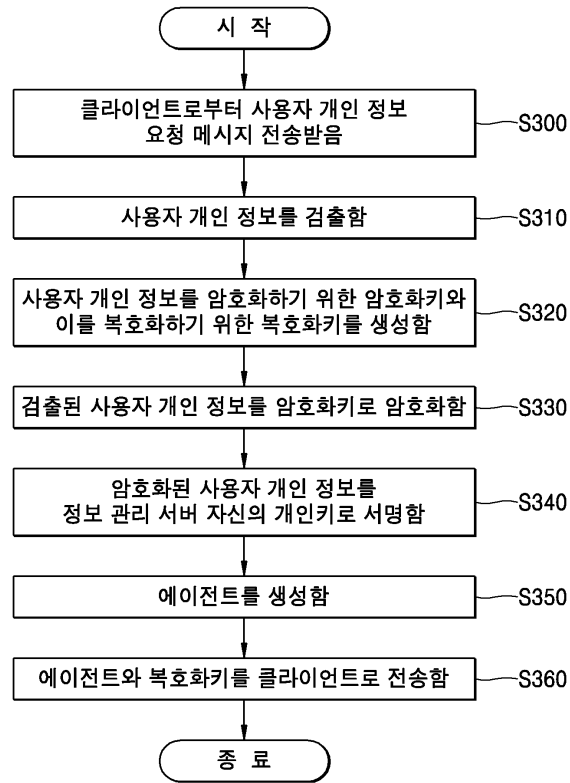 시 작
클라이언트로부터 사용자 개인 정보
요청 메시지 전송받음
S300
사용자 개인 정보를 검출함
S310
사용자 개인 정보를 암호화하기 위한 암호화키와
이를 복호화하기 위한 복호화키를 생성함
S320
검출된 사용자 개인 정보를 암호화키로 암호화함
S330
암호화된 사용자 개인 정보를
정보 관리 서버 자신의 개인키로 서명함
S340
에이전트를 생성함
S350
에이전트와 복호화키를 클라이언트로 전송함
S360
종 료